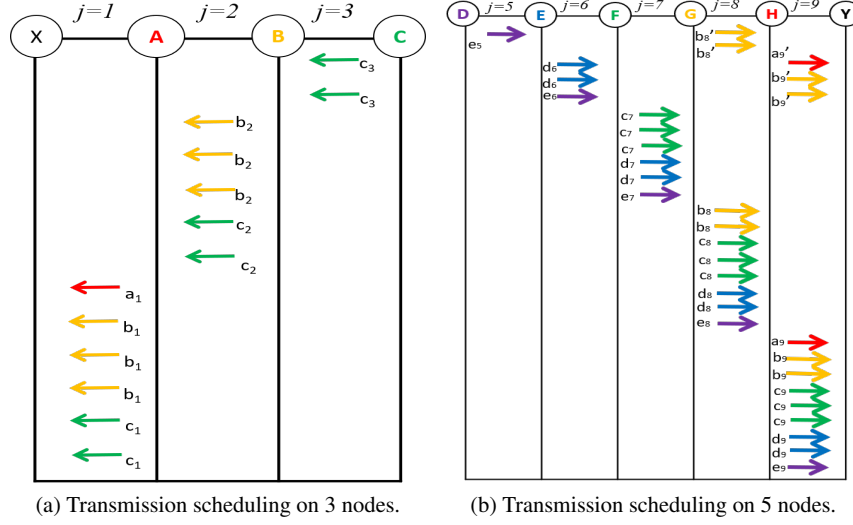 j=1 j=2 j=3
X A B C
c₃
c₃
b₂
b₂
b₂
c₂
c₂
a₁
b₁
b₁
b₁
c₁
c₁
(a) Transmission scheduling on 3 nodes.
j=5 j=6 j=7 j=8 j=9
D E F G H Y
e₅
b₈'
b₈'
a₉'
b₉'
b₉'
d₆
d₆
e₆
c₇
c₇
c₇
d₇
d₇
e₇
b₈
b₈
c₈
c₈
c₈
d₈
d₈
e₈
a₉
b₉
b₉
c₉
c₉
c₉
d₉
d₉
e₉
(b) Transmission scheduling on 5 nodes.